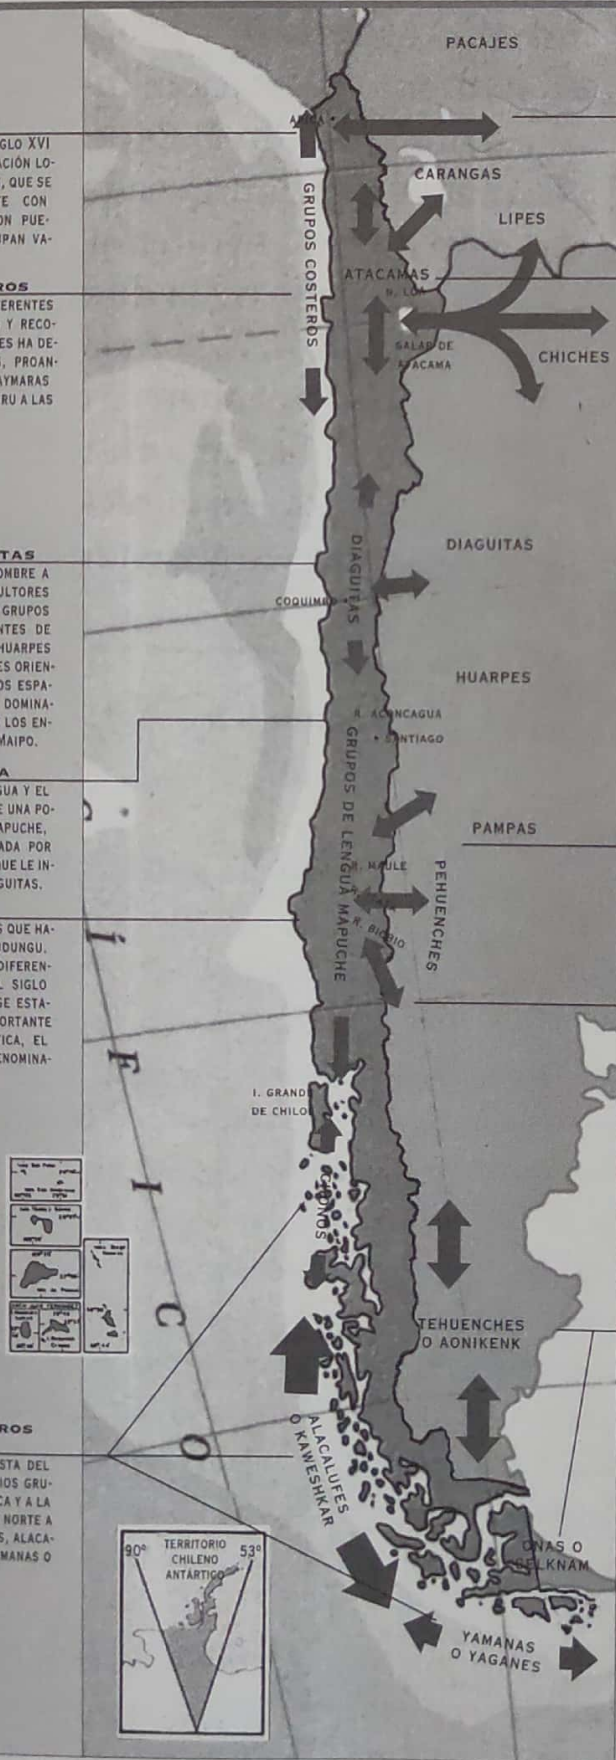 GLO XVI
ACIÓN LO-
, QUE SE
E CON
ON PUE-
UPAN VA-
ROS
ERENTES
Y RECO-
ES HA DE-
S, PROAN-
AYMARAS
RU A LAS
TAS
OMBRE A
ULTORES
GRUPOS
NTES DE
HUARPES
ES ORIEN-
OS ESPA-
DOMINA-
LOS EN-
MAIPO.
A
GUA Y EL
E UNA PO-
APUCHE,
ADA POR
QUE LE IN-
GUITAS.
S QUE HA-
UDUNGU.
DIFEREN-
L SIGLO
SE ESTA-
ORTANTE
TICA, EL
ENOMINA-
ROS
STA DEL
IOS GRU-
CA Y A LA
NORTE A
S, ALACA-
MANAS O
PACAJES
ARICA
CARANGAS
LIPES
GRUPOS COSTEROS
ATACAMAS
R. LOA
SALAR DE
ATACAMA
CHICHES
DIAGUITAS
DIAGUITAS
COQUIMBO
HUARPES
R. ACONCAGUA
SANTIAGO
GRUPOS DE LENGUA MAPUCHE
PAMPAS
R. MAULE
PEHUENCHES
R. BIOBIO
Í
F
I
C
O
I. GRANDE
DE CHILOE
CHONOS
TEHUENCHES
O AONIKENK
ALACALUFES
O KAWESHKAR
ONAS O
SELKNAM
YAMANAS
O YAGANES
90°
TERRITORIO
CHILENO
ANTÁRTICO
53°